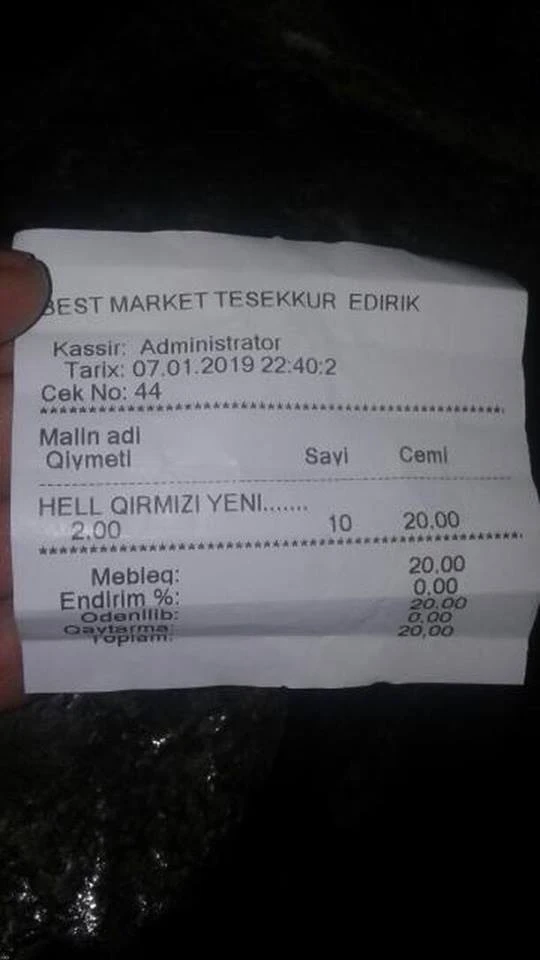 BEST MARKET TESEKKUR EDIRIK
Kassir: Administrator
Tarix: 07.01.2019 22:40:2
Cek No: 44
************************************************
Malin adi
Qiymeti Sayi Cemi
------------------------------------------------
HELL QIRMIZI YENI.......
2.00 10 20.00
************************************************
Mebleq: 20.00
Endirim %: 0.00
Odenilib: 20.00
Qaytarma: 0.00
Toplam: 20,00